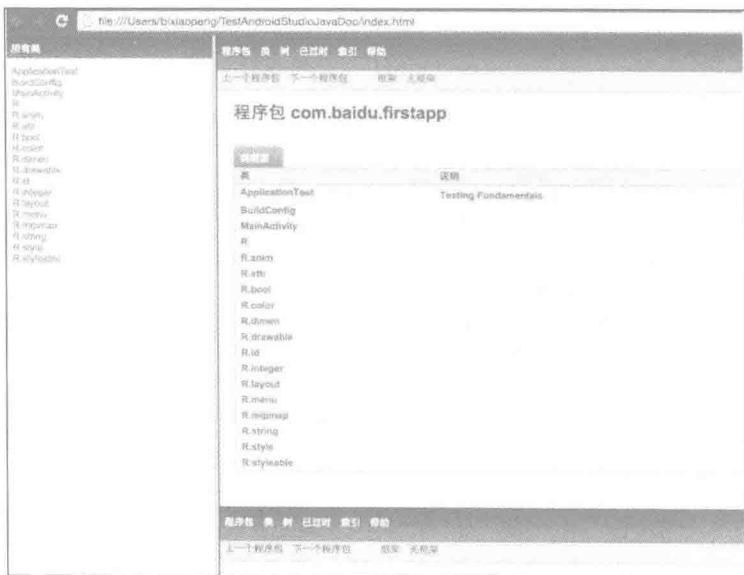 file:///Users/bixiaopeng/TestAndroidStudioJavaDoc/index.html
所有类
ApplicationTest
BuildConfig
MainActivity
R
R.anim
R.attr
R.bool
R.color
R.dimen
R.drawable
R.id
R.integer
R.layout
R.menu
R.mipmap
R.string
R.style
R.styleable
程序包 类 树 已过时 索引 帮助
上一个程序包 下一个程序包 框架 无框架
程序包 com.baidu.firstapp
类概要
类 说明
ApplicationTest Testing Fundamentals
BuildConfig
MainActivity
R
R.anim
R.attr
R.bool
R.color
R.dimen
R.drawable
R.id
R.integer
R.layout
R.menu
R.mipmap
R.string
R.style
R.styleable
程序包 类 树 已过时 索引 帮助
上一个程序包 下一个程序包 框架 无框架